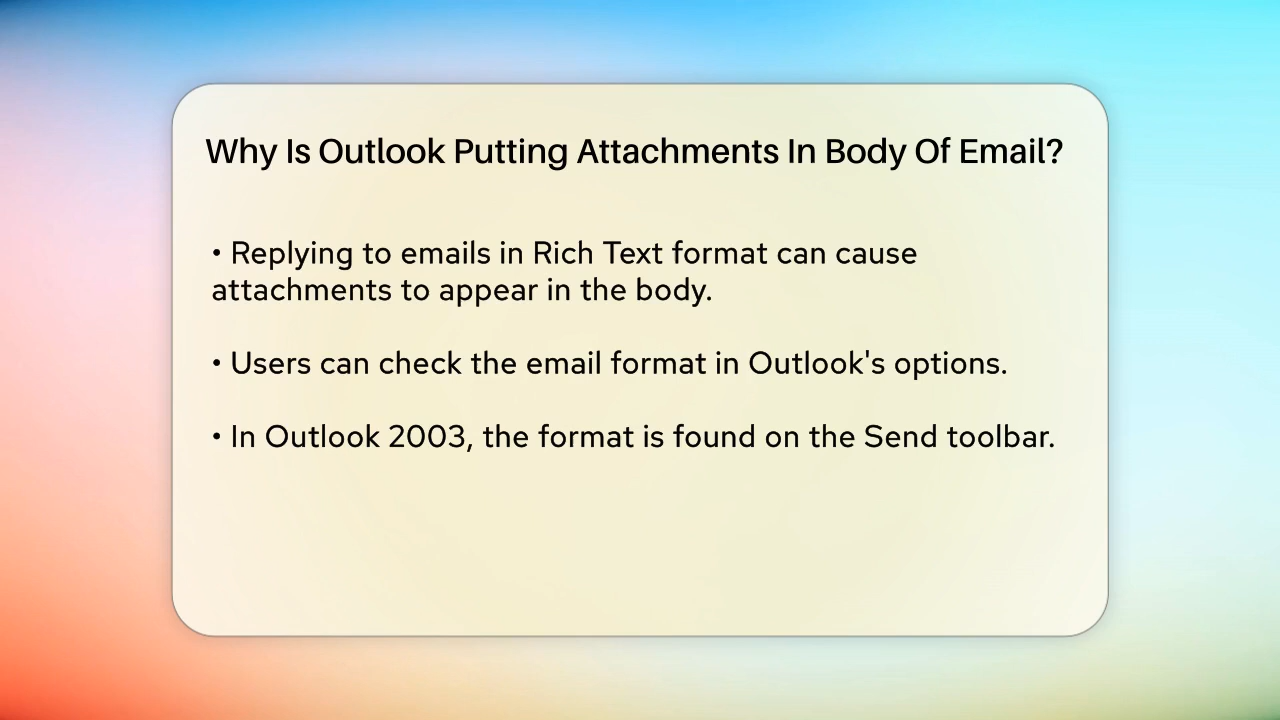 Why Is Outlook Putting Attachments In Body Of Email?
• Replying to emails in Rich Text format can cause
attachments to appear in the body.
• Users can check the email format in Outlook's options.
• In Outlook 2003, the format is found on the Send toolbar.